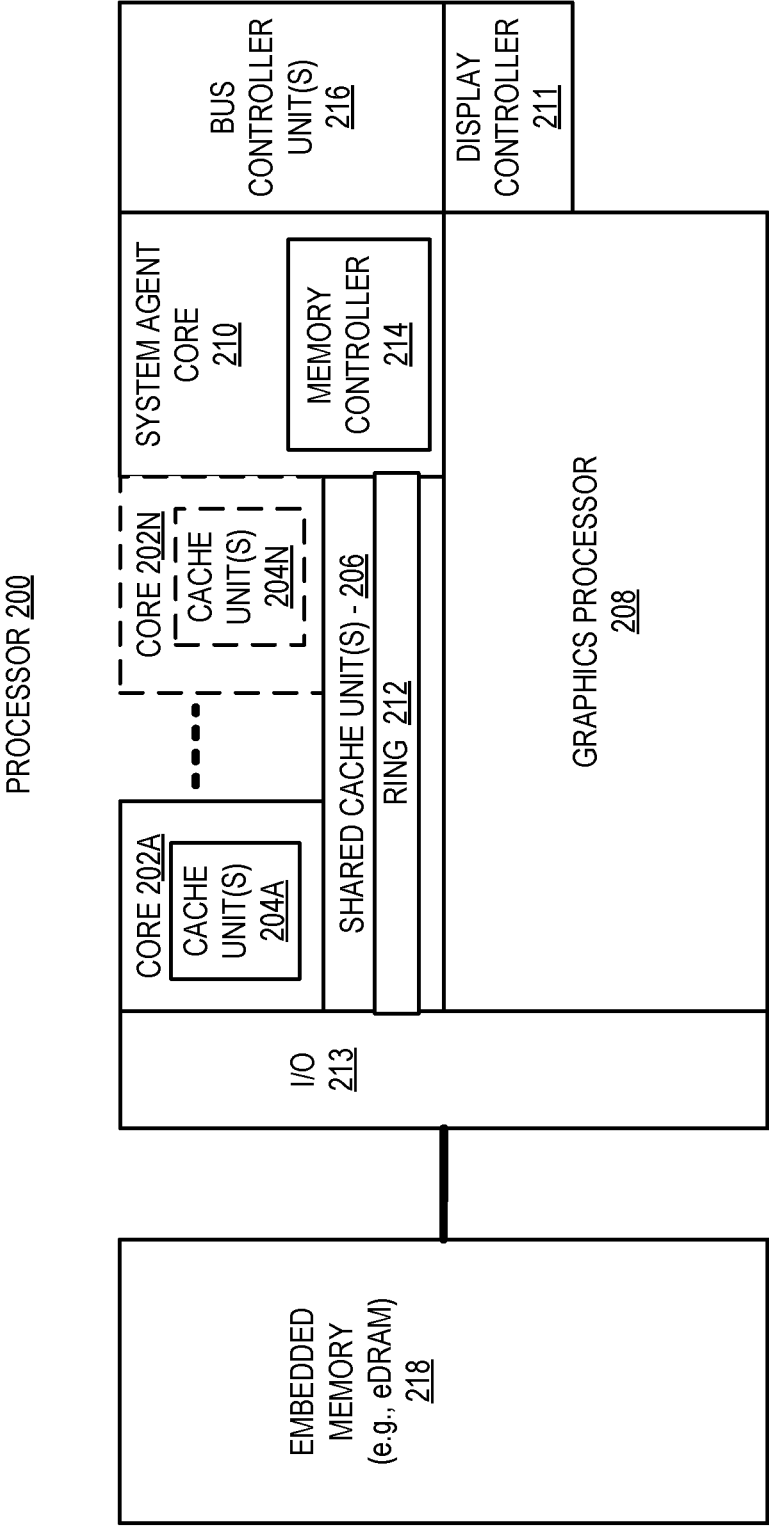 PROCESSOR 200
EMBEDDED
MEMORY
(e.g., eDRAM)
218
I/O
213
CORE 202A
CACHE
UNIT(S)
204A
CORE 202N
CACHE
UNIT(S)
204N
SHARED CACHE UNIT(S) - 206
RING 212
SYSTEM AGENT
CORE
210
MEMORY
CONTROLLER
214
BUS
CONTROLLER
UNIT(S)
216
DISPLAY
CONTROLLER
211
GRAPHICS PROCESSOR
208